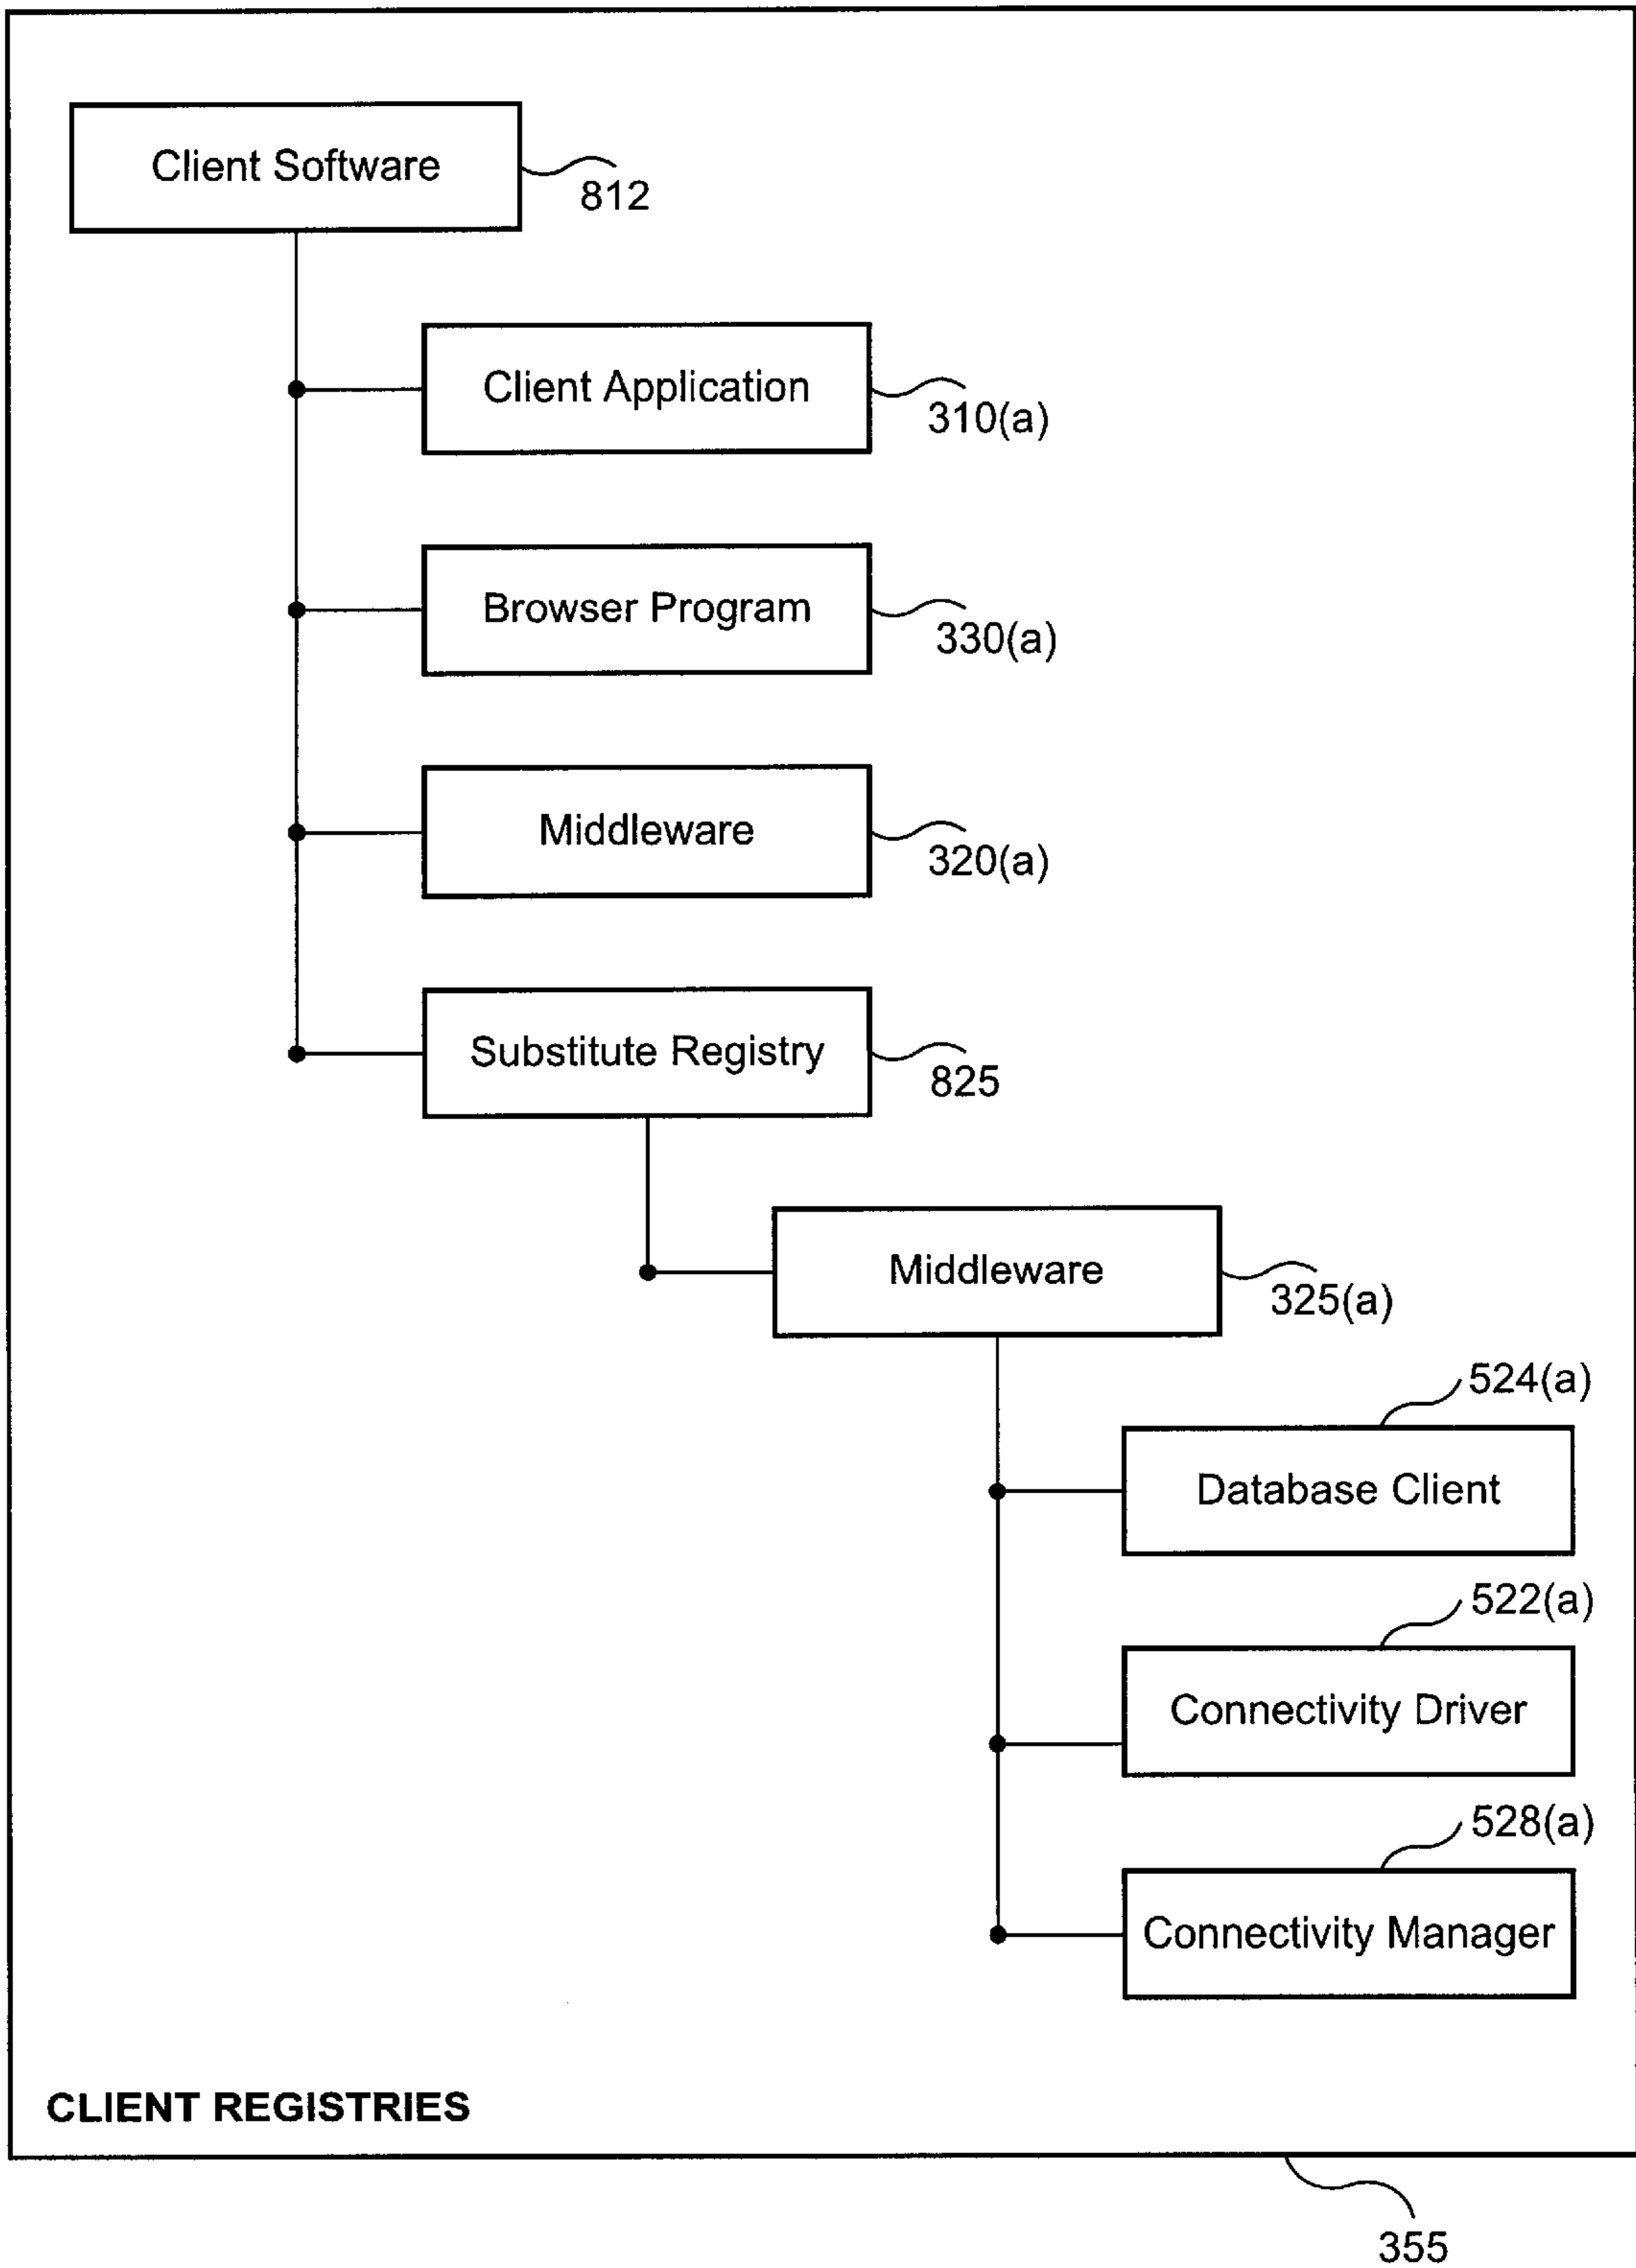 Client Software
812
Client Application
310(a)
Browser Program
330(a)
Middleware
320(a)
Substitute Registry
825
Middleware
325(a)
524(a)
Database Client
522(a)
Connectivity Driver
528(a)
Connectivity Manager
CLIENT REGISTRIES
355